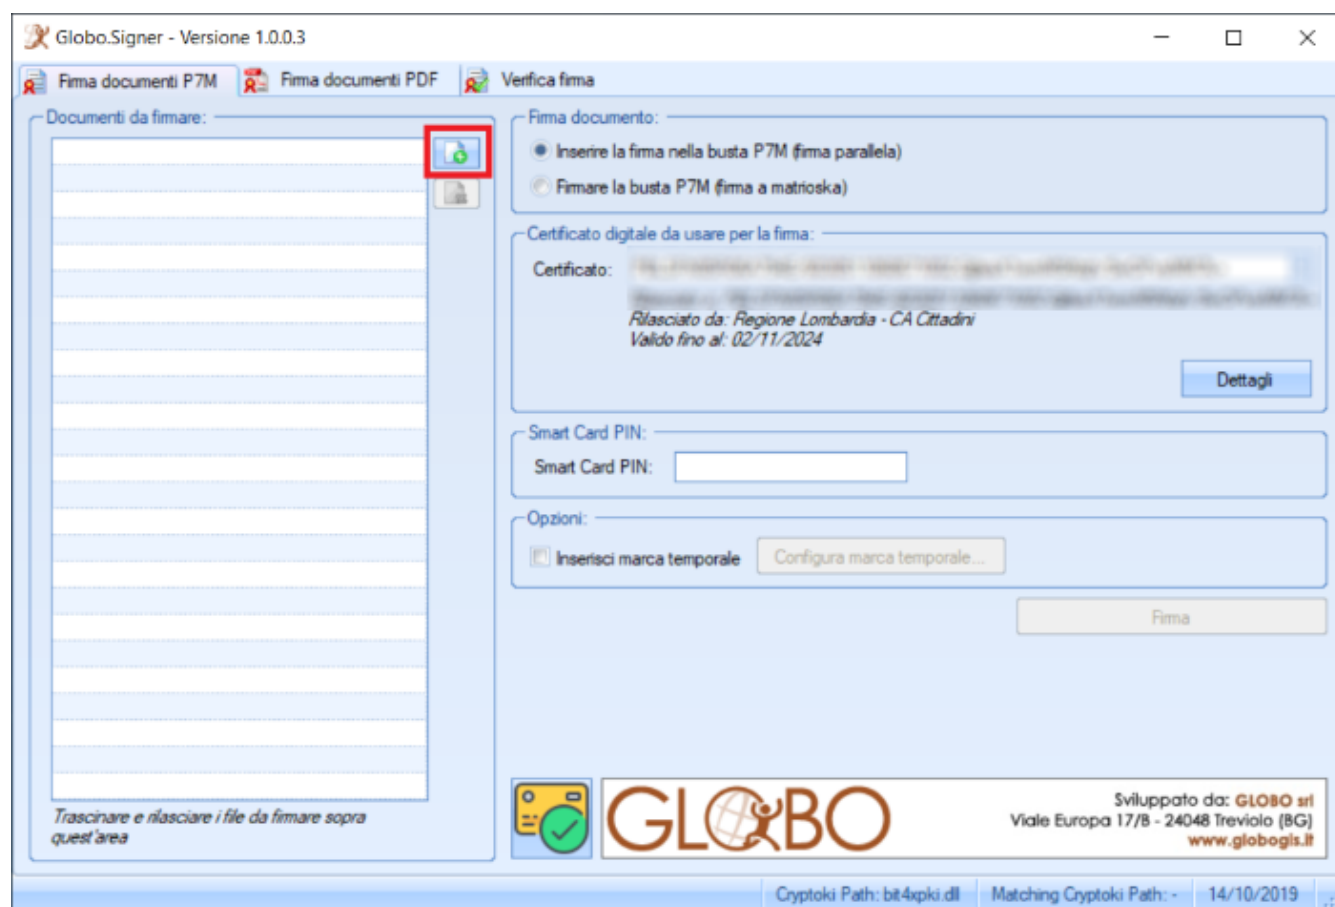 Globo.Signer - Versione 1.0.0.3
Firma documenti P7M
Firma documenti PDF
Verifica firma
Documenti da firmare:
Trascinare e rilasciare i file da firmare sopra
quest'area
Firma documento:
Inserire la firma nella busta P7M (firma parallela)
Firmare la busta P7M (firma a matrioska)
Certificato digitale da usare per la firma:
Certificato:
Rilasciato da: Regione Lombardia - CA Cittadini
Valido fino al: 02/11/2024
Dettagli
Smart Card PIN:
Smart Card PIN:
Opzioni:
Inserisci marca temporale
Configura marca temporale...
Firma
GLOBO
Sviluppato da: GLOBO srl
Viale Europa 17/B - 24048 Treviolo (BG)
www.globogis.it
Cryptoki Path: bit4xpki.dll
Matching Cryptoki Path: -
14/10/2019